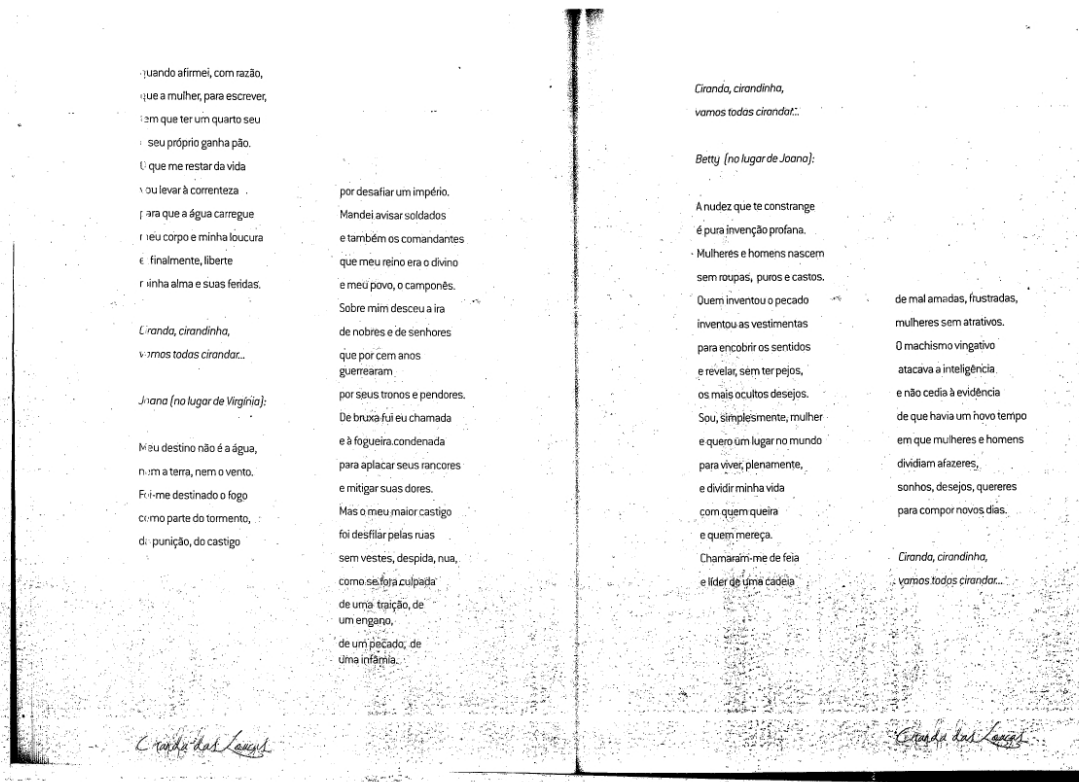 quando afirmei, com razão,
que a mulher, para escrever,
tem que ter um quarto seu
seu próprio ganha pão.
O que me restar da vida
vou levar à correnteza
para que a água carregue
meu corpo e minha loucura
e finalmente, liberte
minha alma e suas feridas.
Ciranda, cirandinha,
vamos todas cirandar...
Joana (no lugar de Virgínia):
Meu destino não é a água,
nem a terra, nem o vento.
Foi-me destinado o fogo
como parte do tormento,
da punição, do castigo
por desafiar um império.
Mandei avisar soldados
e também os comandantes
que meu reino era o divino
e meu povo, o camponês.
Sobre mim desceu a ira
de nobres e de senhores
que por cem anos
guerrearam
por seus tronos e pendores.
De bruxa fui eu chamada
e à fogueira condenada
para aplacar seus rancores
e mitigar suas dores.
Mas o meu maior castigo
foi desfilar pelas ruas
sem vestes, despida, nua,
como se fora culpada
de uma traição, de
um engano,
de um pecado, de
uma infâmia.
Ciranda das Loucas
Ciranda, cirandinha,
vamos todas cirandar...
Betty (no lugar de Joana):
A nudez que te constrange
é pura invenção profana.
Mulheres e homens nascem
sem roupas, puros e castos.
Quem inventou o pecado
inventou as vestimentas
para encobrir os sentidos
e revelar, sem ter pejos,
os mais ocultos desejos.
Sou, simplesmente, mulher
e quero um lugar no mundo
para viver, plenamente,
e dividir minha vida
com quem queira
e quem mereça.
Chamaram-me de feia
e líder de uma cadeia
de mal amadas, frustradas,
mulheres sem atrativos.
O machismo vingativo
atacava a inteligência
e não cedia à evidência
de que havia um novo tempo
em que mulheres e homens
dividiam afazeres,
sonhos, desejos, quereres
para compor novos dias.
Ciranda, cirandinha,
vamos todas cirandar...
Ciranda das Loucas